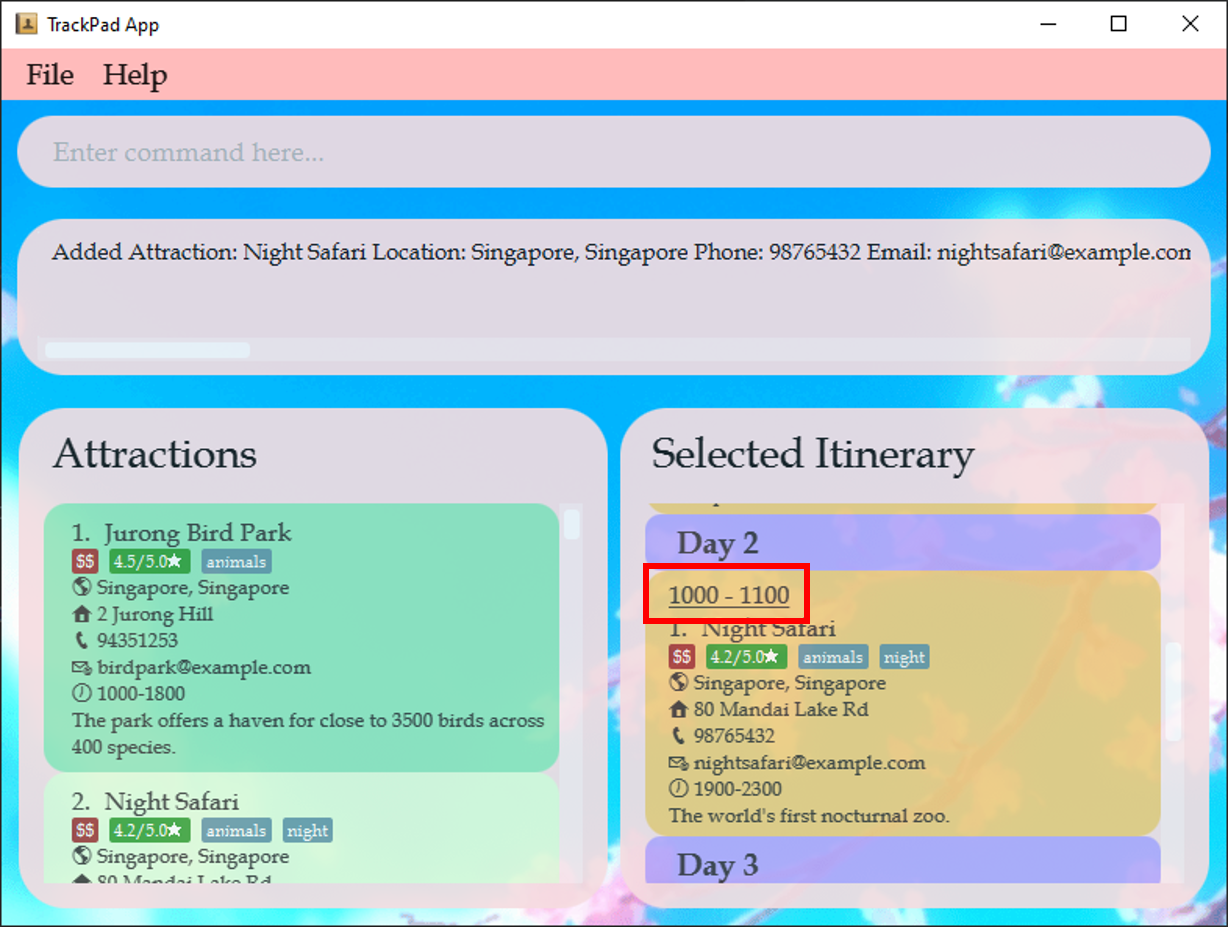 TrackPad App
File Help
Enter command here...
Added Attraction: Night Safari Location: Singapore, Singapore Phone: 98765432 Email: nightsafari@example.con
Attractions
1. Jurong Bird Park
$$ 4.5/5.0★ animals
Singapore, Singapore
2 Jurong Hill
94351253
birdpark@example.com
1000-1800
The park offers a haven for close to 3500 birds across
400 species.
2. Night Safari
$$ 4.2/5.0★ animals night
Singapore, Singapore
80 Mandai Lake Rd
Selected Itinerary
Day 2
1000 - 1100
1. Night Safari
$$ 4.2/5.0★ animals night
Singapore, Singapore
80 Mandai Lake Rd
98765432
nightsafari@example.com
1900-2300
The world's first nocturnal zoo.
Day 3